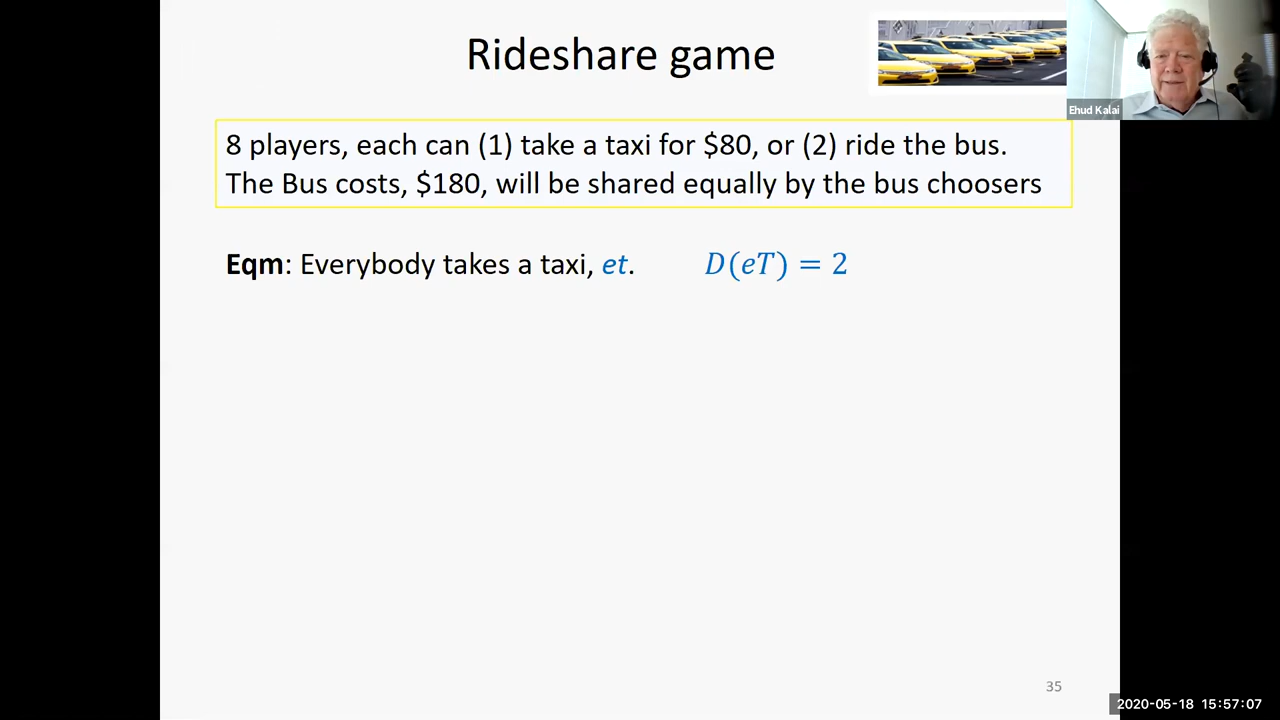 Rideshare game
Ehud Kalai
8 players, each can (1) take a taxi for $80, or (2) ride the bus.
The Bus costs, $180, will be shared equally by the bus choosers
Eqm: Everybody takes a taxi, et. D(eT) = 2
35
2020-05-18 15:57:07